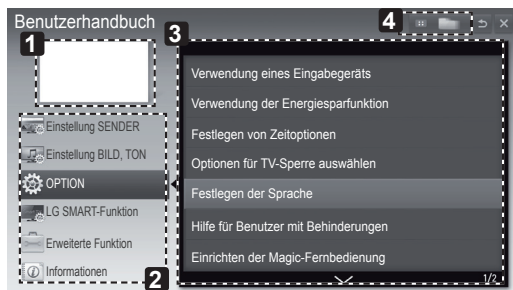 Benutzerhandbuch
4
1
3
Verwendung eines Eingabegeräts
Verwendung der Energiesparfunktion
Einstellung SENDER
Festlegen von Zeitoptionen
Einstellung BILD, TON
Optionen für TV-Sperre auswählen
OPTION
Festlegen der Sprache
LG SMART-Funktion
Hilfe für Benutzer mit Behinderungen
Erweiterte Funktion
Einrichten der Magic-Fernbedienung
Informationen
2
1/2